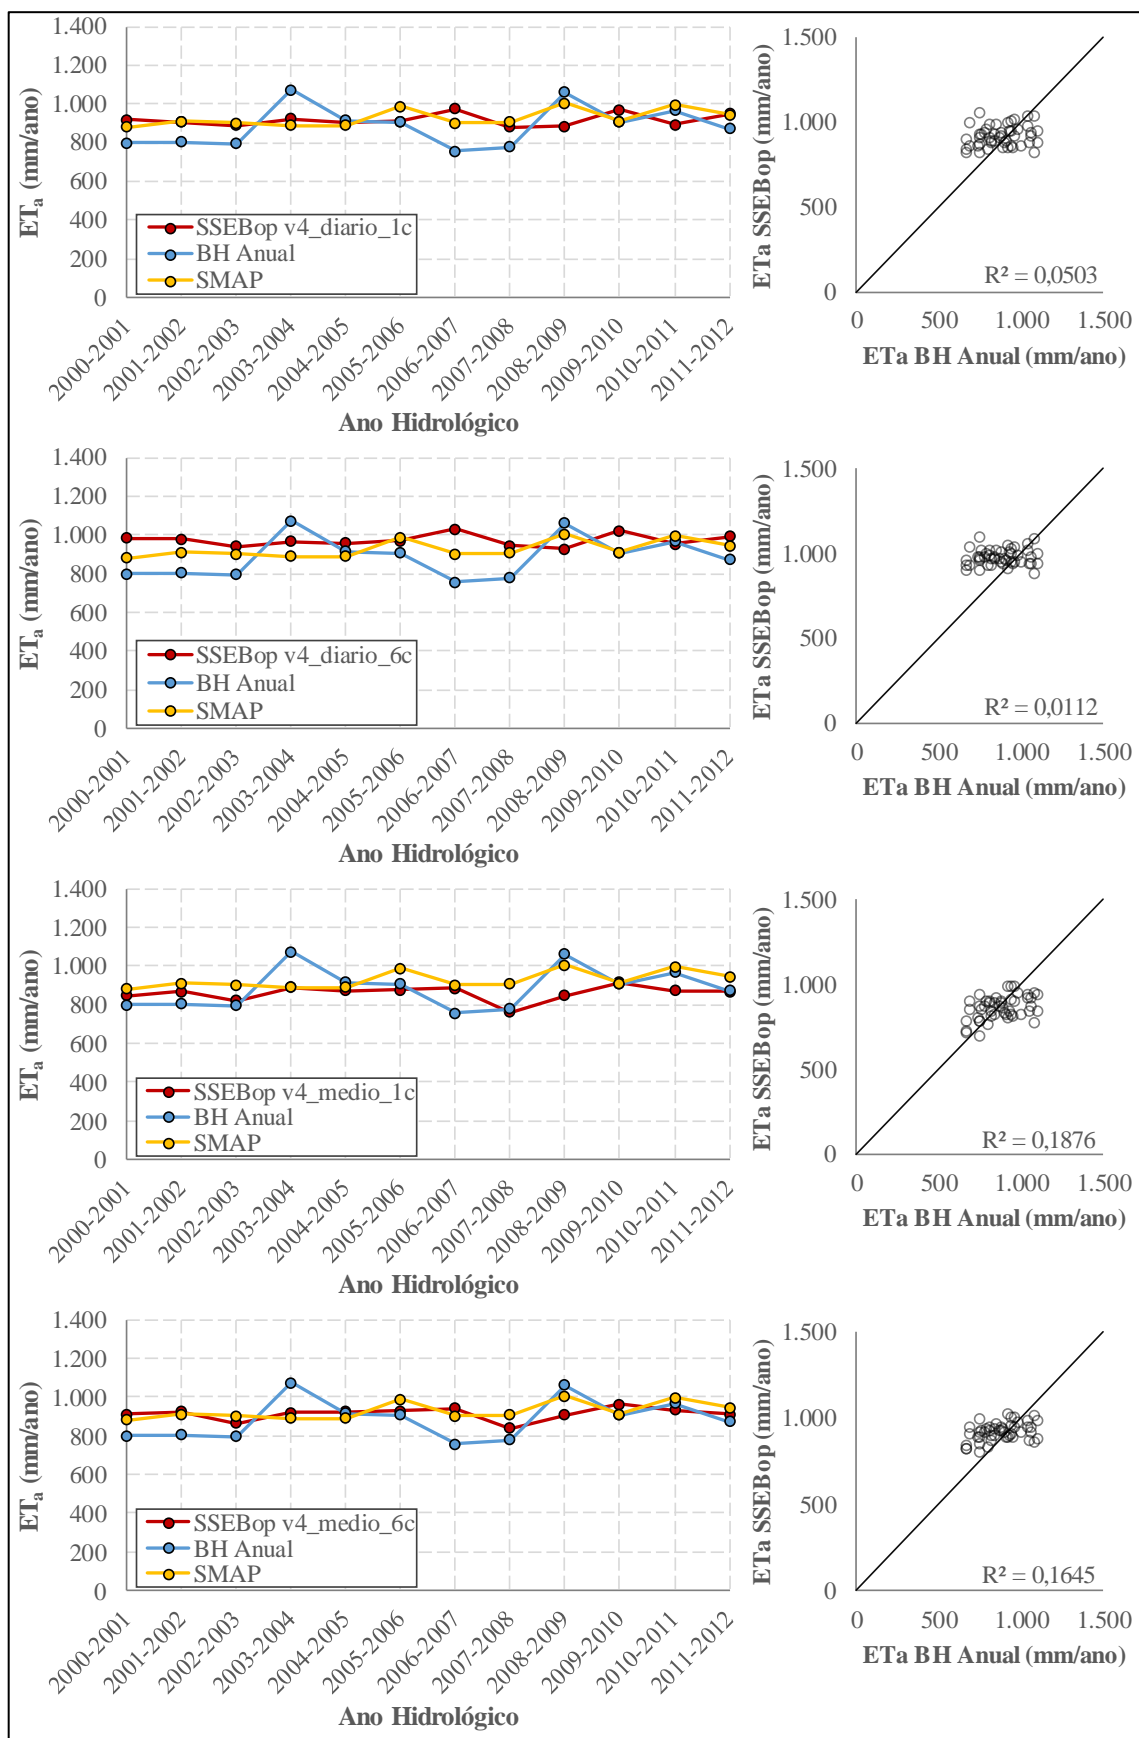 1.400
1.200
1.000
800
600
400
200
0
ETa (mm/ano)
SSEBop v4_diario_1c
BH Anual
SMAP
2000-2001
2001-2002
2002-2003
2003-2004
2004-2005
2005-2006
2006-2007
2007-2008
2008-2009
2009-2010
2010-2011
2011-2012
Ano Hidrológico
1.500
1.000
500
0
ETa SSEBop (mm/ano)
R² = 0,0503
0 500 1.000 1.500
ETa BH Anual (mm/ano)
1.400
1.200
1.000
800
600
400
200
0
ETa (mm/ano)
SSEBop v4_diario_6c
BH Anual
SMAP
2000-2001
2001-2002
2002-2003
2003-2004
2004-2005
2005-2006
2006-2007
2007-2008
2008-2009
2009-2010
2010-2011
2011-2012
Ano Hidrológico
1.500
1.000
500
0
ETa SSEBop (mm/ano)
R² = 0,0112
0 500 1.000 1.500
ETa BH Anual (mm/ano)
1.400
1.200
1.000
800
600
400
200
0
ETa (mm/ano)
SSEBop v4_medio_1c
BH Anual
SMAP
2000-2001
2001-2002
2002-2003
2003-2004
2004-2005
2005-2006
2006-2007
2007-2008
2008-2009
2009-2010
2010-2011
2011-2012
Ano Hidrológico
1.500
1.000
500
0
ETa SSEBop (mm/ano)
R² = 0,1876
0 500 1.000 1.500
ETa BH Anual (mm/ano)
1.400
1.200
1.000
800
600
400
200
0
ETa (mm/ano)
SSEBop v4_medio_6c
BH Anual
SMAP
2000-2001
2001-2002
2002-2003
2003-2004
2004-2005
2005-2006
2006-2007
2007-2008
2008-2009
2009-2010
2010-2011
2011-2012
Ano Hidrológico
1.500
1.000
500
0
ETa SSEBop (mm/ano)
R² = 0,1645
0 500 1.000 1.500
ETa BH Anual (mm/ano)